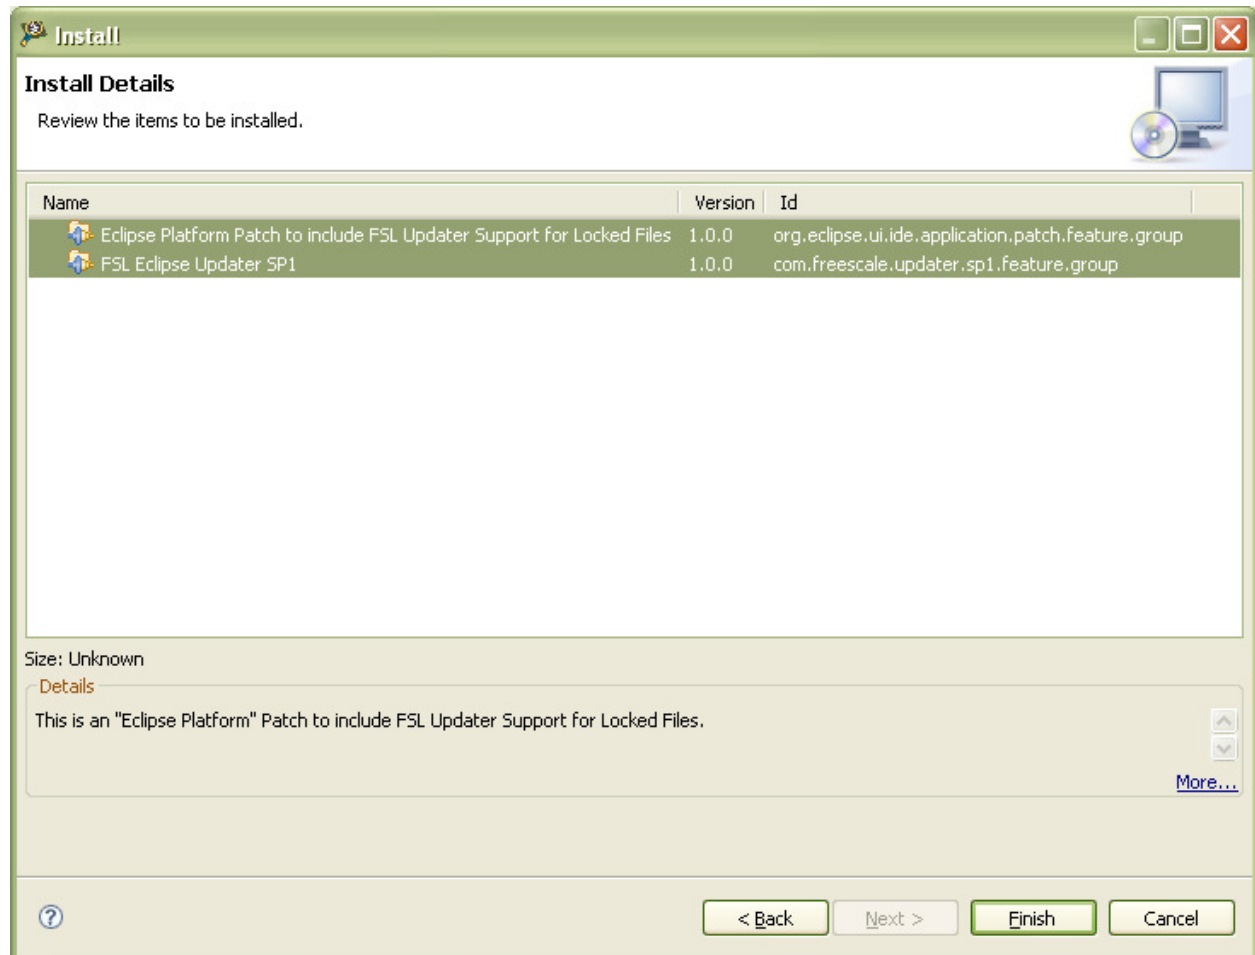 Install
Install Details
Review the items to be installed.
Name Version Id
Eclipse Platform Patch to include FSL Updater Support for Locked Files 1.0.0 org.eclipse.ui.ide.application.patch.feature.group
FSL Eclipse Updater SP1 1.0.0 com.freescale.updater.sp1.feature.group
Size: Unknown
Details
This is an "Eclipse Platform" Patch to include FSL Updater Support for Locked Files.
More...
? < Back Next > Finish Cancel